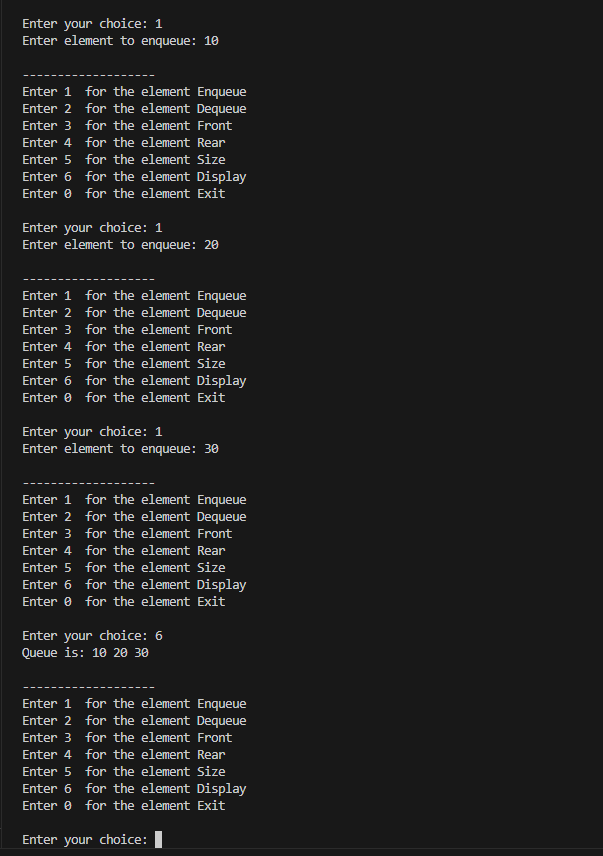 Enter your choice: 1
Enter element to enqueue: 10
-------------------
Enter 1  for the element Enqueue
Enter 2  for the element Dequeue
Enter 3  for the element Front
Enter 4  for the element Rear
Enter 5  for the element Size
Enter 6  for the element Display
Enter 0  for the element Exit
Enter your choice: 1
Enter element to enqueue: 20
-------------------
Enter 1  for the element Enqueue
Enter 2  for the element Dequeue
Enter 3  for the element Front
Enter 4  for the element Rear
Enter 5  for the element Size
Enter 6  for the element Display
Enter 0  for the element Exit
Enter your choice: 1
Enter element to enqueue: 30
-------------------
Enter 1  for the element Enqueue
Enter 2  for the element Dequeue
Enter 3  for the element Front
Enter 4  for the element Rear
Enter 5  for the element Size
Enter 6  for the element Display
Enter 0  for the element Exit
Enter your choice: 6
Queue is: 10 20 30
-------------------
Enter 1  for the element Enqueue
Enter 2  for the element Dequeue
Enter 3  for the element Front
Enter 4  for the element Rear
Enter 5  for the element Size
Enter 6  for the element Display
Enter 0  for the element Exit
Enter your choice: